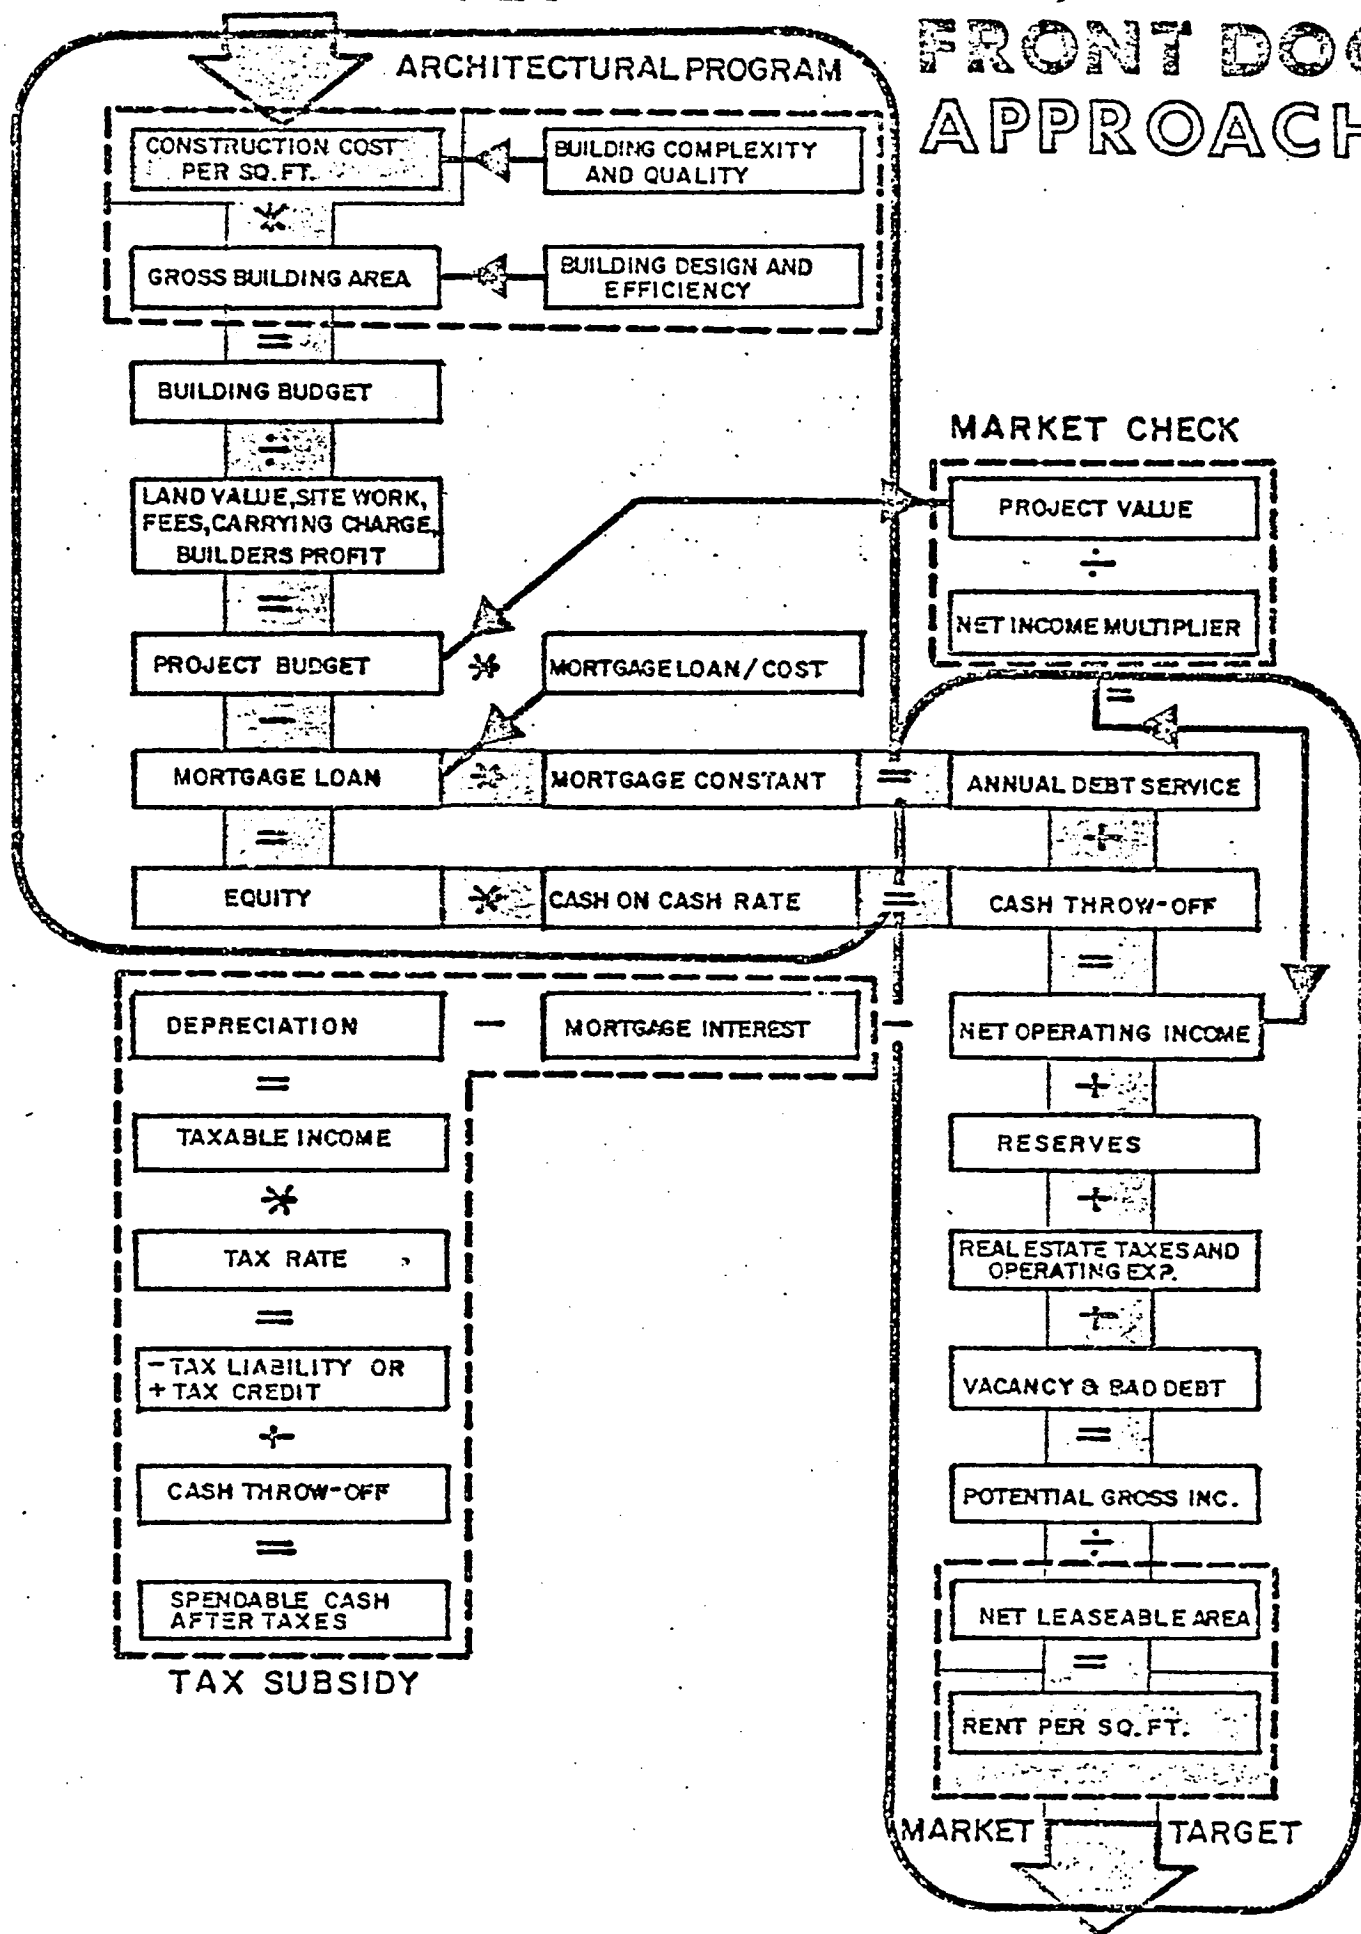 FRONT DOO
APPROACH
ARCHITECTURAL PROGRAM
CONSTRUCTION COST
PER SQ.FT.
BUILDING COMPLEXITY
AND QUALITY
*
GROSS BUILDING AREA
BUILDING DESIGN AND
EFFICIENCY
=
BUILDING BUDGET
+
LAND VALUE, SITE WORK,
FEES, CARRYING CHARGE,
BUILDERS PROFIT
=
PROJECT BUDGET
*
MORTGAGE LOAN / COST
−
MORTGAGE LOAN
*
MORTGAGE CONSTANT
=
ANNUAL DEBT SERVICE
=
+
EQUITY
*
CASH ON CASH RATE
=
CASH THROW-OFF
MARKET CHECK
PROJECT VALUE
÷
NET INCOME MULTIPLIER
=
=
NET OPERATING INCOME
−
MORTGAGE INTEREST
−
DEPRECIATION
=
TAXABLE INCOME
*
TAX RATE
=
- TAX LIABILITY OR
+ TAX CREDIT
+
CASH THROW-OFF
=
SPENDABLE CASH
AFTER TAXES
TAX SUBSIDY
+
RESERVES
+
REAL ESTATE TAXES AND
OPERATING EXP.
+
VACANCY & BAD DEBT
=
POTENTIAL GROSS INC.
÷
NET LEASEABLE AREA
=
RENT PER SQ.FT.
MARKET TARGET